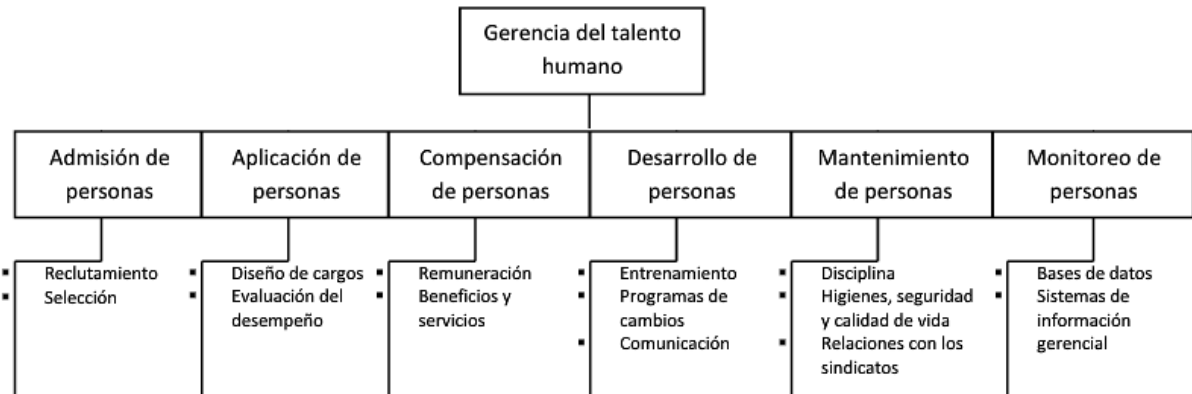 Gerencia del talento
humano
Admisión de
personas
Aplicación de
personas
Compensación
de personas
Desarrollo de
personas
Mantenimiento
de personas
Monitoreo de
personas
▪ Reclutamiento
▪ Selección
▪ Diseño de cargos
▪ Evaluación del
desempeño
▪ Remuneración
▪ Beneficios y
servicios
▪ Entrenamiento
▪ Programas de
cambios
▪ Comunicación
▪ Disciplina
▪ Higienes, seguridad
y calidad de vida
▪ Relaciones con los
sindicatos
▪ Bases de datos
▪ Sistemas de
información
gerencial